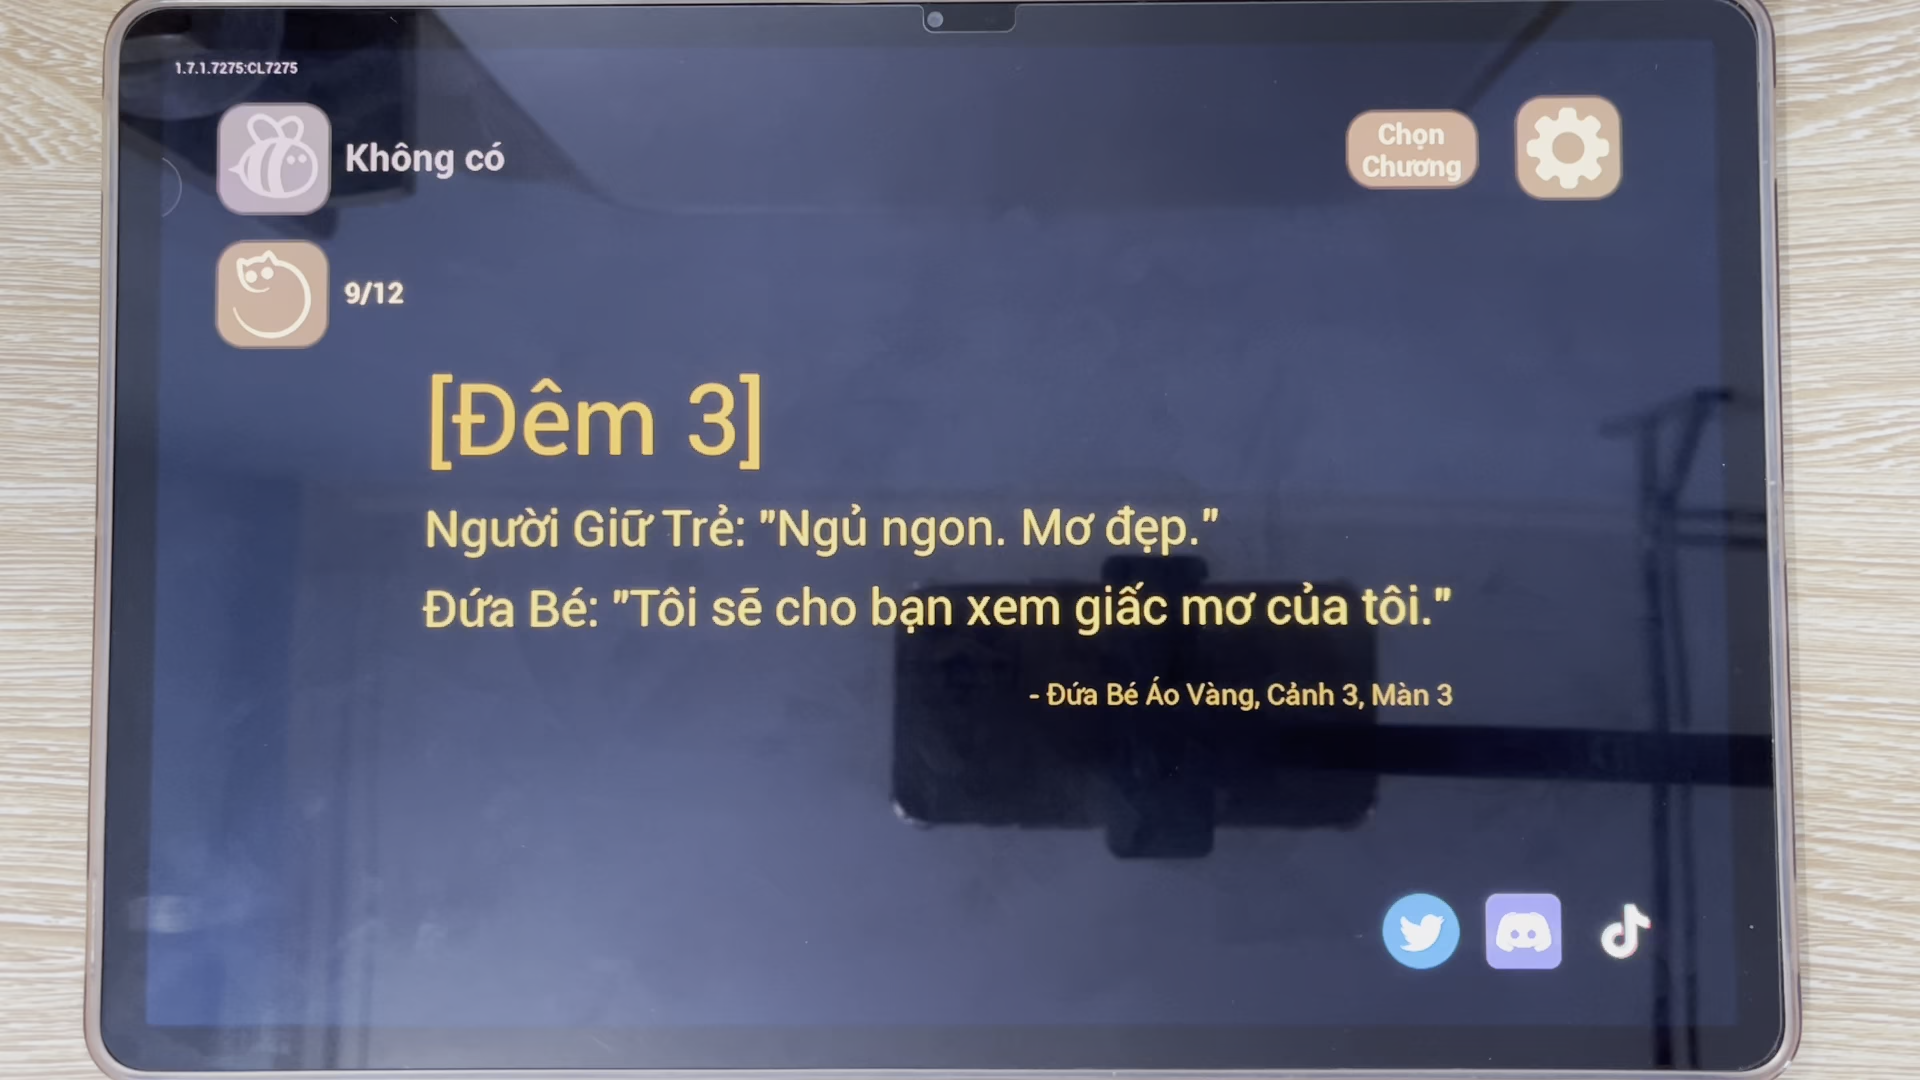 1.7.1.7275:CL7275
Không có
Chọn
Chương
9/12
[Đêm 3]
Người Giữ Trẻ: "Ngủ ngon. Mơ đẹp."
Đứa Bé: "Tôi sẽ cho bạn xem giấc mơ của tôi."
- Đứa Bé Áo Vàng, Cảnh 3, Màn 3